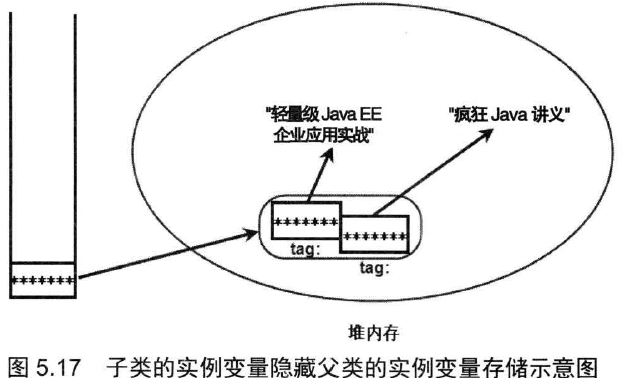 "轻量级 Java EE
企业应用实战"
"疯狂 Java 讲义"
*******
tag:
*******
tag:
*******
堆内存
图 5.17 子类的实例变量隐藏父类的实例变量存储示意图